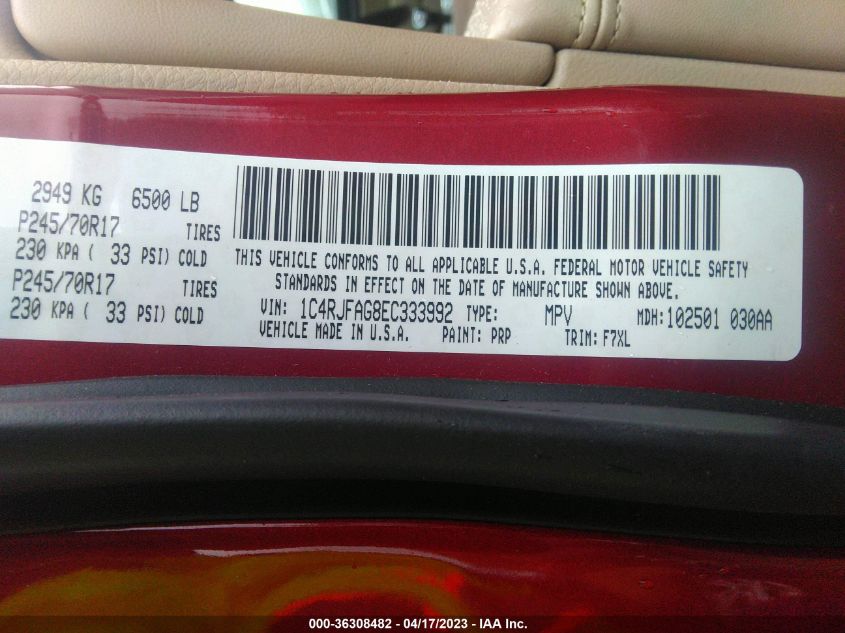 2949 KG 6500 LB
P245/70R17 TIRES
230 KPA ( 33 PSI) COLD
P245/70R17 TIRES
230 KPA ( 33 PSI) COLD
THIS VEHICLE CONFORMS TO ALL APPLICABLE U.S.A. FEDERAL MOTOR VEHICLE SAFETY
STANDARDS IN EFFECT ON THE DATE OF MANUFACTURE SHOWN ABOVE.
VIN: 1C4RJFAG8EC333992 TYPE: MPV MDH:102501 030AA
VEHICLE MADE IN U.S.A. PAINT: PRP TRIM: F7XL
000-36308482 - 04/17/2023 - IAA Inc.